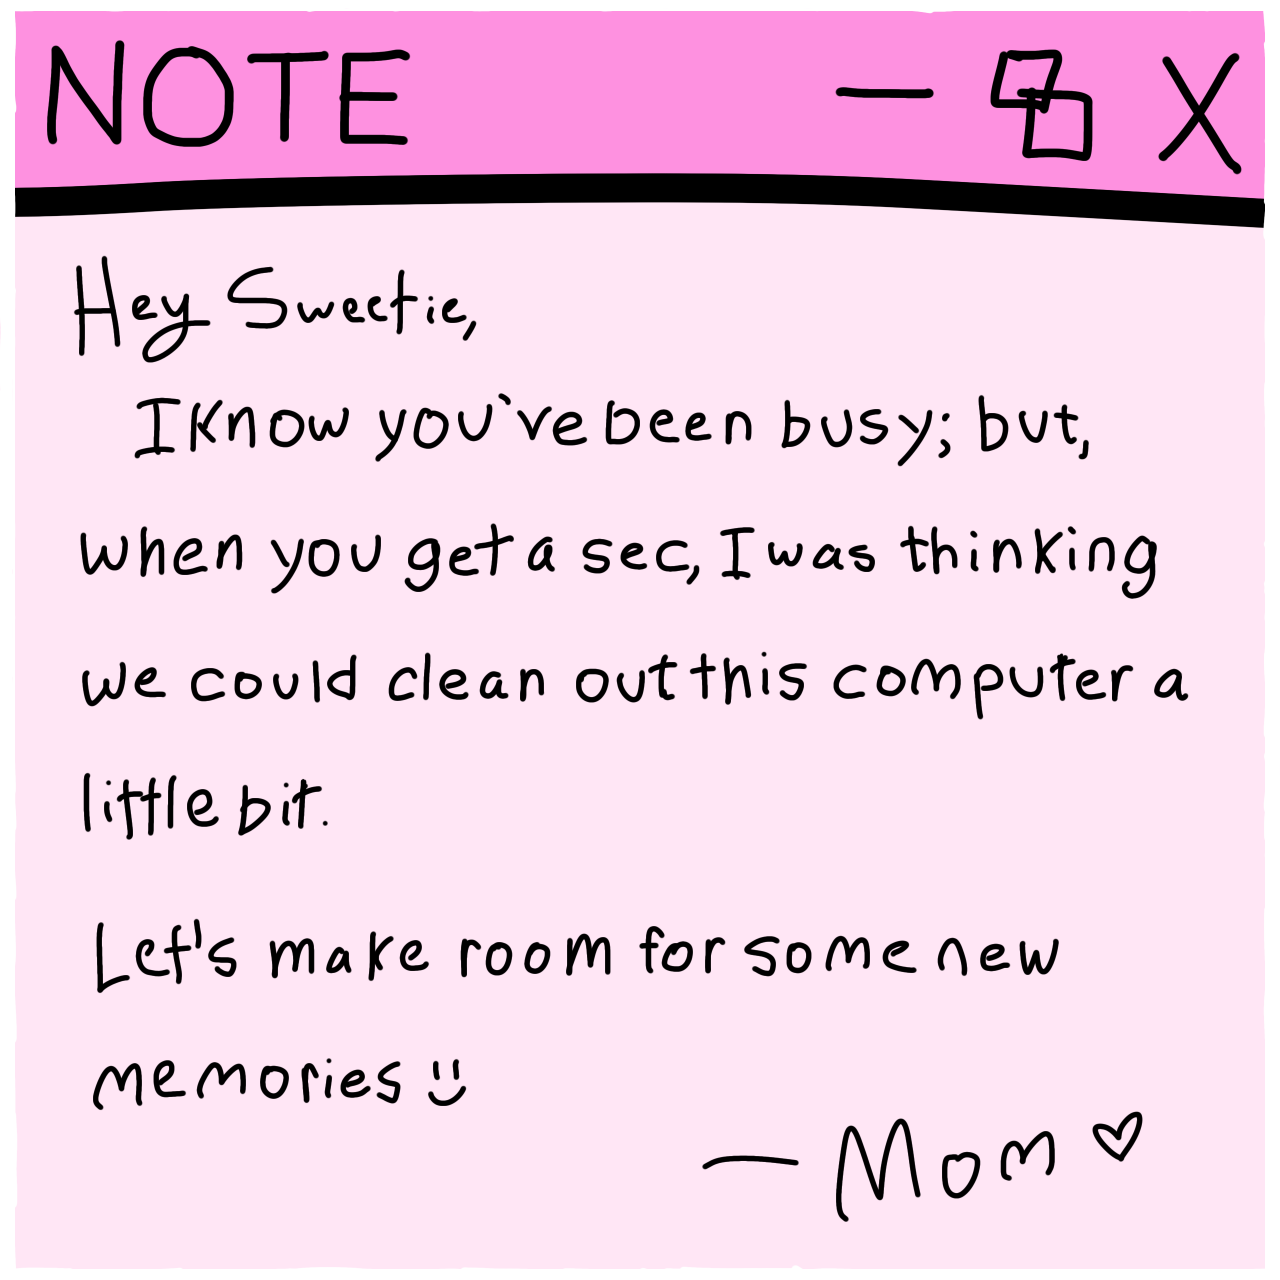 NOTE — X
Hey Sweetie,
I know you've been busy; but,
when you get a sec, I was thinking
we could clean out this computer a
little bit.
Let's make room for some new
memories :)
— Mom ♡